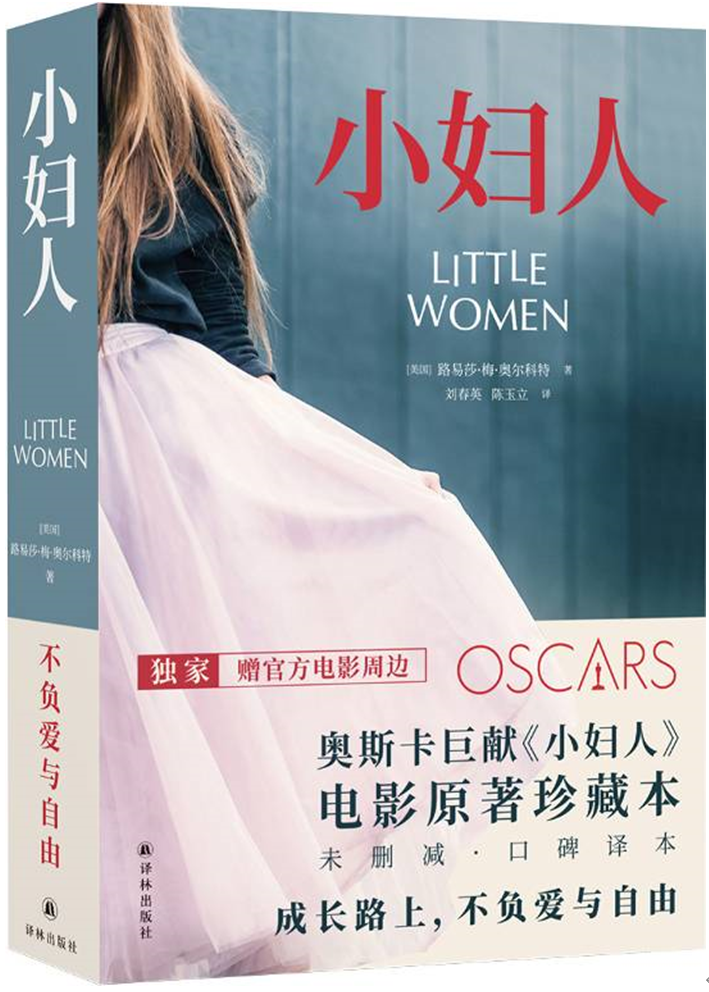 小妇人
LITTLE
WOMEN
[美国]
路易莎·梅·奥尔科特
著
不负爱与自由
译林出版社
小妇人
LITTLE
WOMEN
[美国] 路易莎·梅·奥尔科特 著
刘春英 陈玉立 译
独家 赠官方电影周边
OSCARS
奥斯卡巨献《小妇人》
电影原著珍藏本
未删减·口碑译本
成长路上，不负爱与自由
译林出版社